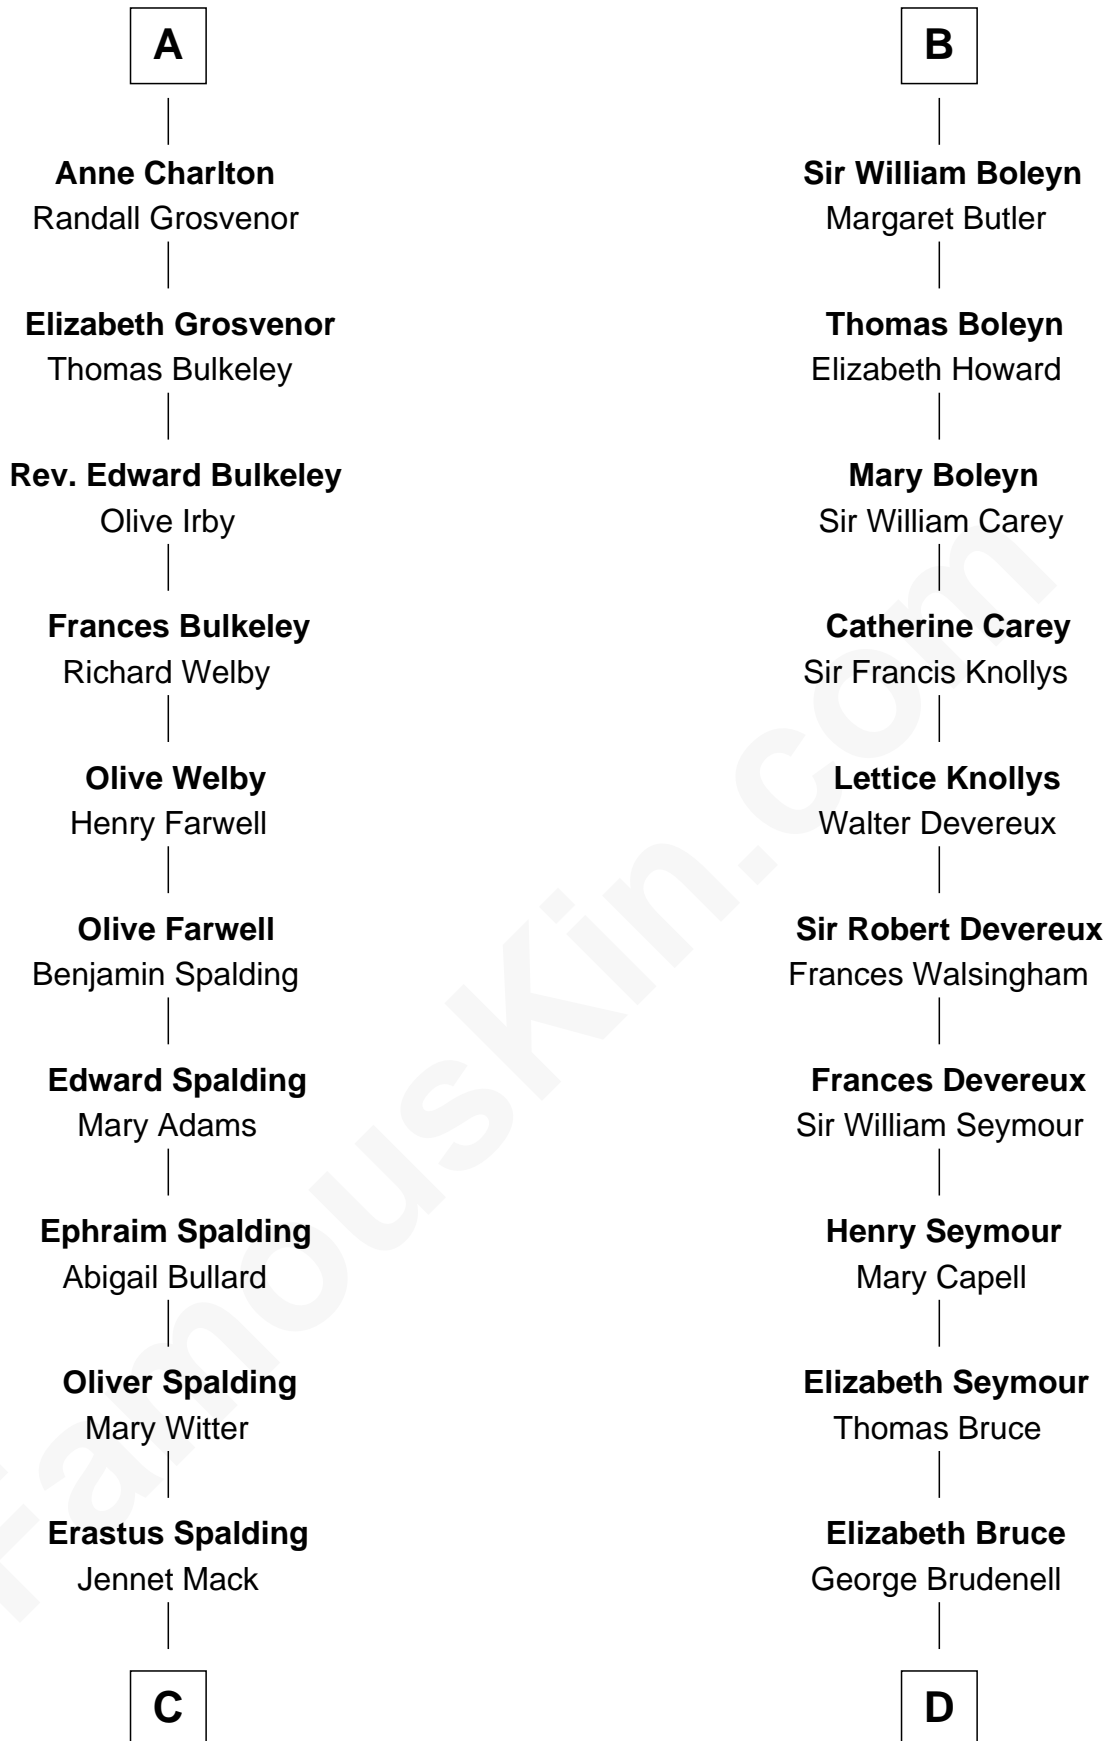 A
Anne Charlton
Randall Grosvenor
Elizabeth Grosvenor
Thomas Bulkeley
Rev. Edward Bulkeley
Olive Irby
Frances Bulkeley
Richard Welby
Olive Welby
Henry Farwell
Olive Farwell
Benjamin Spalding
Edward Spalding
Mary Adams
Ephraim Spalding
Abigail Bullard
Oliver Spalding
Mary Witter
Erastus Spalding
Jennet Mack
C
B
Sir William Boleyn
Margaret Butler
Thomas Boleyn
Elizabeth Howard
Mary Boleyn
Sir William Carey
Catherine Carey
Sir Francis Knollys
Lettice Knollys
Walter Devereux
Sir Robert Devereux
Frances Walsingham
Frances Devereux
Sir William Seymour
Henry Seymour
Mary Capell
Elizabeth Seymour
Thomas Bruce
Elizabeth Bruce
George Brudenell
D
FamousKin.com